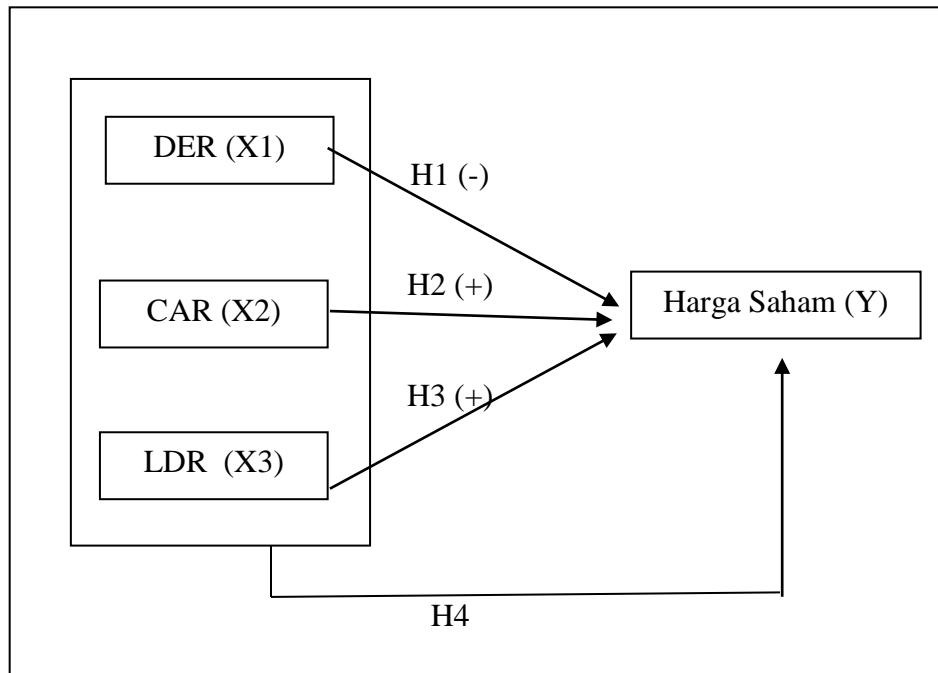 DER (X1)
H1 (-)
CAR (X2)
H2 (+)
Harga Saham (Y)
H3 (+)
LDR (X3)
H4